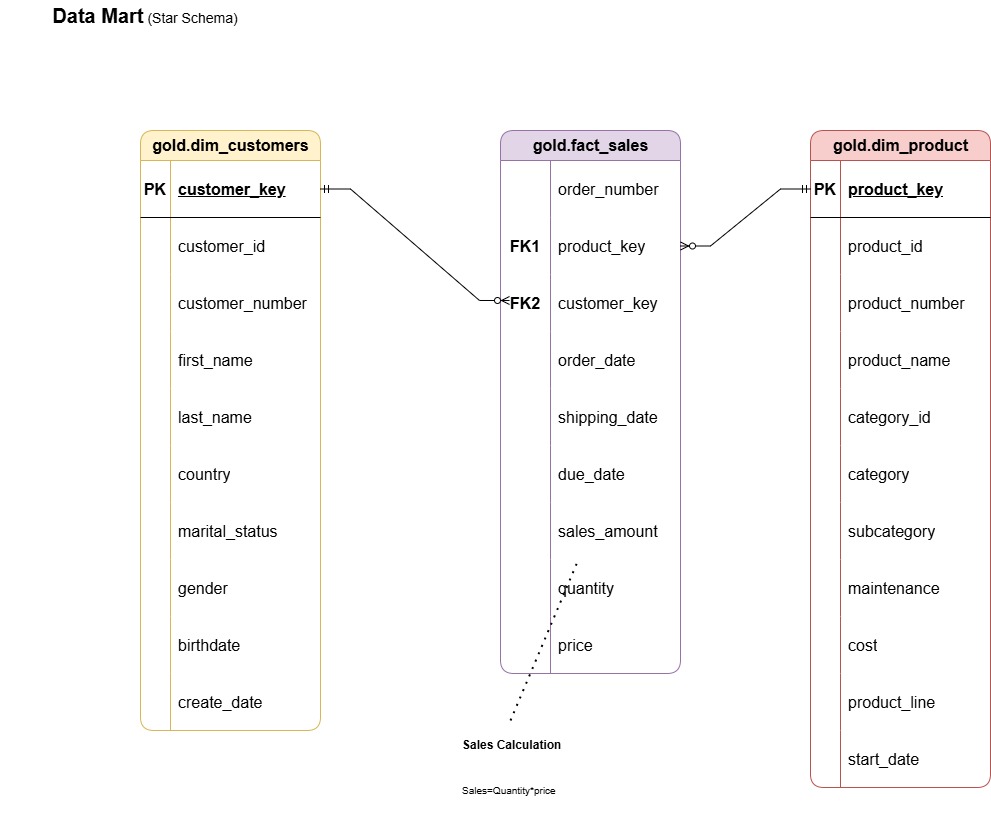 Data Mart (Star Schema)
gold.dim_customers
PK customer_key
customer_id
customer_number
first_name
last_name
country
marital_status
gender
birthdate
create_date
gold.fact_sales
order_number
FK1 product_key
FK2 customer_key
order_date
shipping_date
due_date
sales_amount
quantity
price
Sales Calculation
Sales=Quantity*price
gold.dim_product
PK product_key
product_id
product_number
product_name
category_id
category
subcategory
maintenance
cost
product_line
start_date